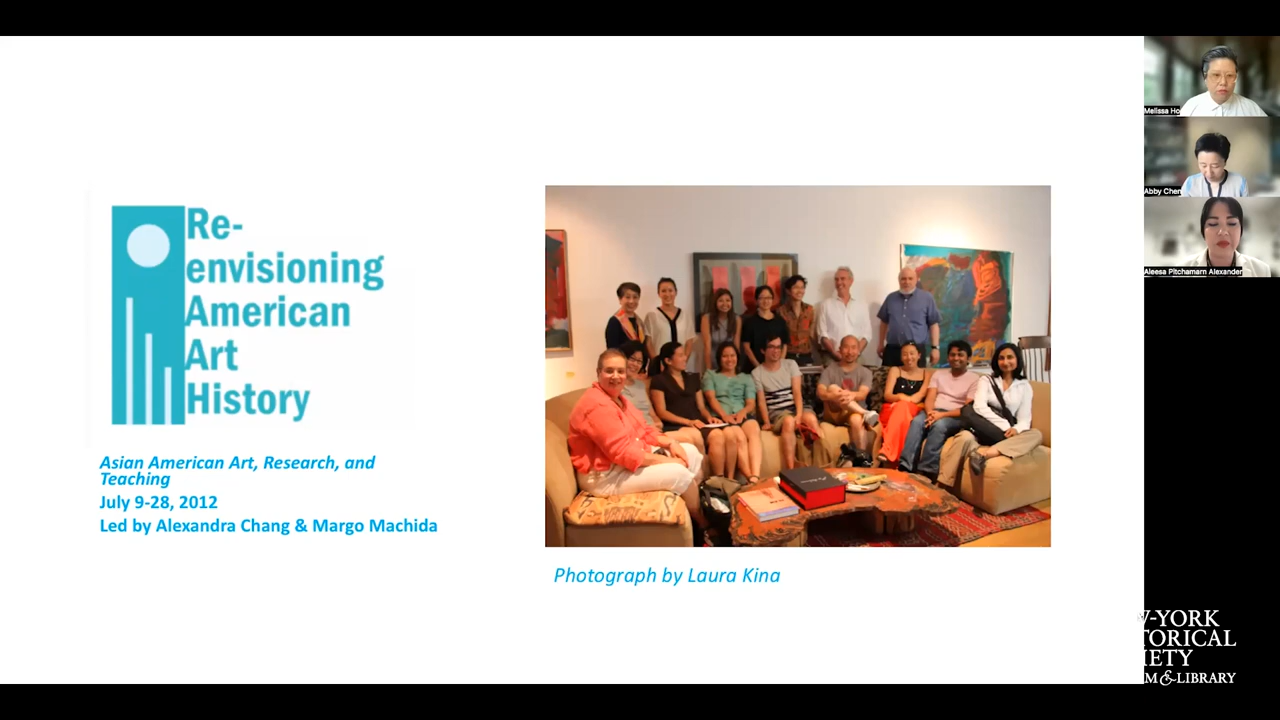 Re-
envisioning
American
Art
History
Asian American Art, Research, and
Teaching
July 9-28, 2012
Led by Alexandra Chang & Margo Machida
Photograph by Laura Kina
Melissa Ho
Abby Chen
Aleesa Pitchamarn Alexander
W-YORK
TORICAL
IETY
M & LIBRARY